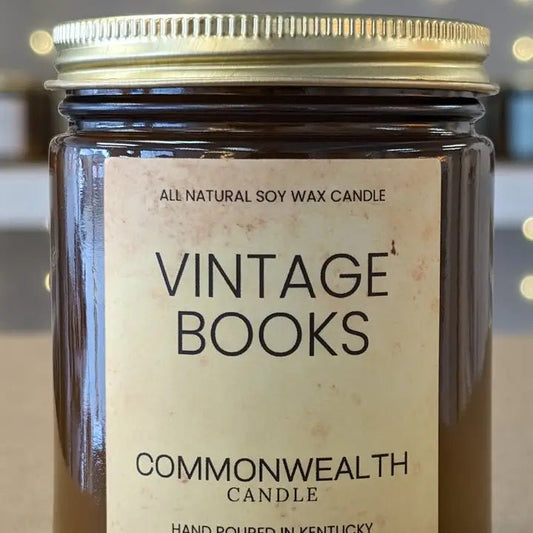 ALL NATURAL SOY WAX CANDLE
VINTAGE
BOOKS
COMMONWEALTH
CANDLE
HAND POURED IN KENTUCKY